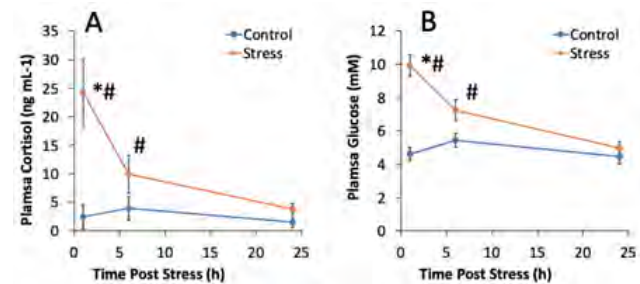 A
Control
Stress
Plamsa Cortisol (ng mL-1)
35
30
25
20
15
10
5
0
*#
#
0 5 10 15 20 25
Time Post Stress (h)
B
Control
Stress
Plamsa Glucose (mM)
12
10
8
6
4
2
0
*#
#
0 5 10 15 20 25
Time Post Stress (h)